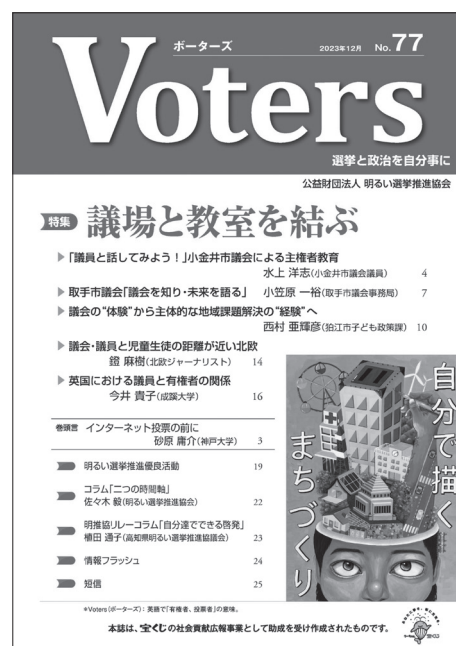 ボーターズ
2023年12月 No.77
Voters
選挙と政治を自分事に
公益財団法人 明るい選挙推進協会
特集 議場と教室を結ぶ
▶「議員と話してみよう!」小金井市議会による主権者教育
水上 洋志(小金井市議会議員) 4
▶ 取手市議会「議会を知り・未来を語る」 小笠原 一裕(取手市議会事務局) 7
▶ 議会の“体験”から主体的な地域課題解決の“経験”へ
西村 亜輝彦(狛江市子ども政策課) 10
▶ 議会・議員と児童生徒の距離が近い北欧
鐙 麻樹(北欧ジャーナリスト) 14
▶ 英国における議員と有権者の関係
今井 貴子(成蹊大学) 16
巻頭言 インターネット投票の前に
砂原 庸介(神戸大学) 3
明るい選挙推進優良活動 19
コラム「二つの時間軸」
佐々木 毅(明るい選挙推進協会) 22
明推協リレーコラム「自分達でできる啓発」
植田 通子(高知県明るい選挙推進協議会) 23
情報フラッシュ 24
短信 25
自分で描く
まちづくり
*Voters(ボーターズ):英語で「有権者、投票者」の意味。
本誌は、宝くじの社会貢献広報事業として助成を受け作成されたものです。